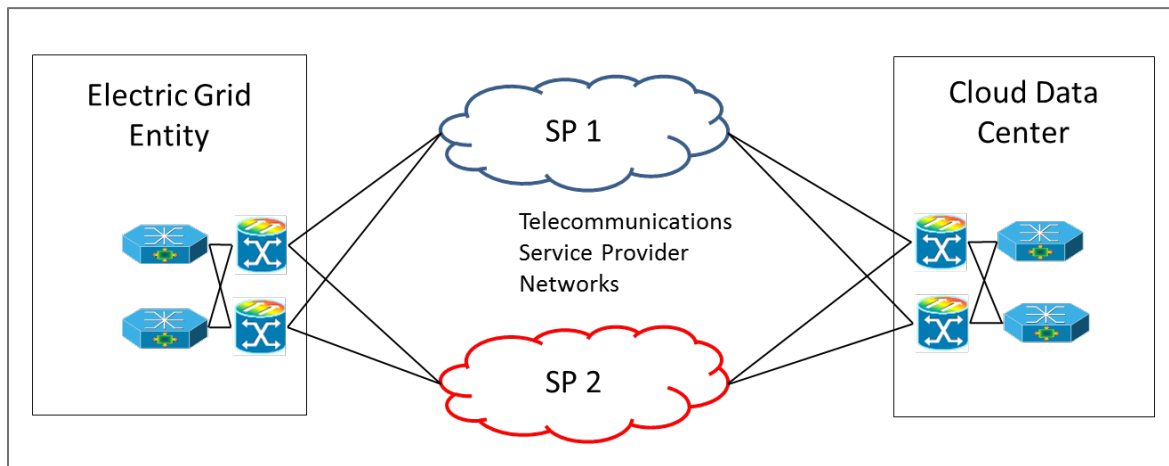 Electric Grid
Entity
SP 1
Cloud Data
Center
Telecommunications
Service Provider
Networks
SP 2